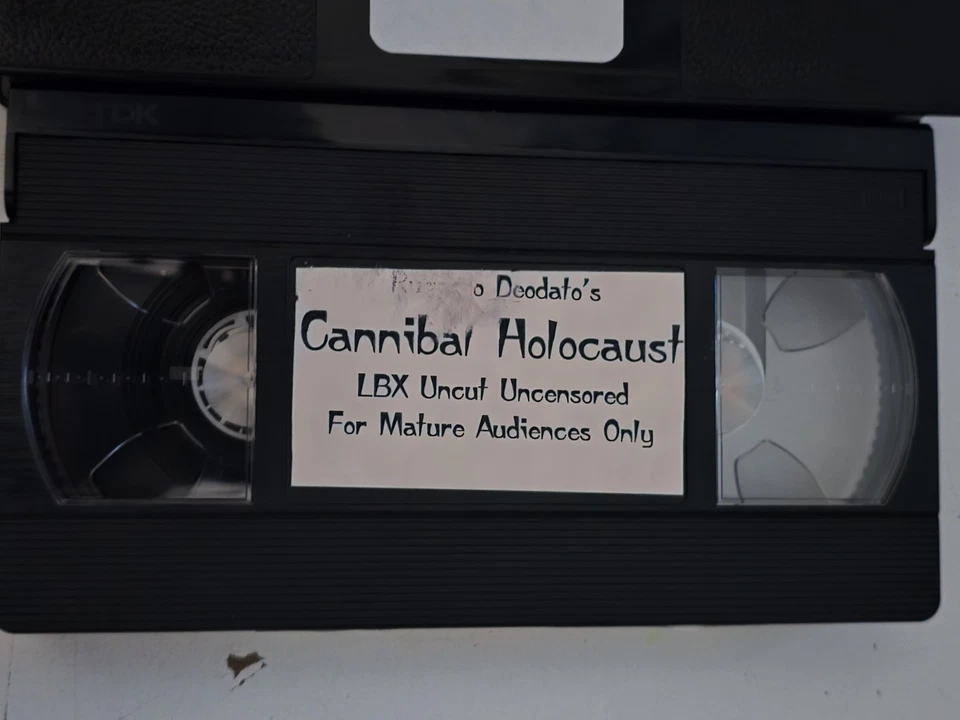 TDK
o Deodato's
Cannibal Holocaust
LBX Uncut Uncensored
For Mature Audiences Only